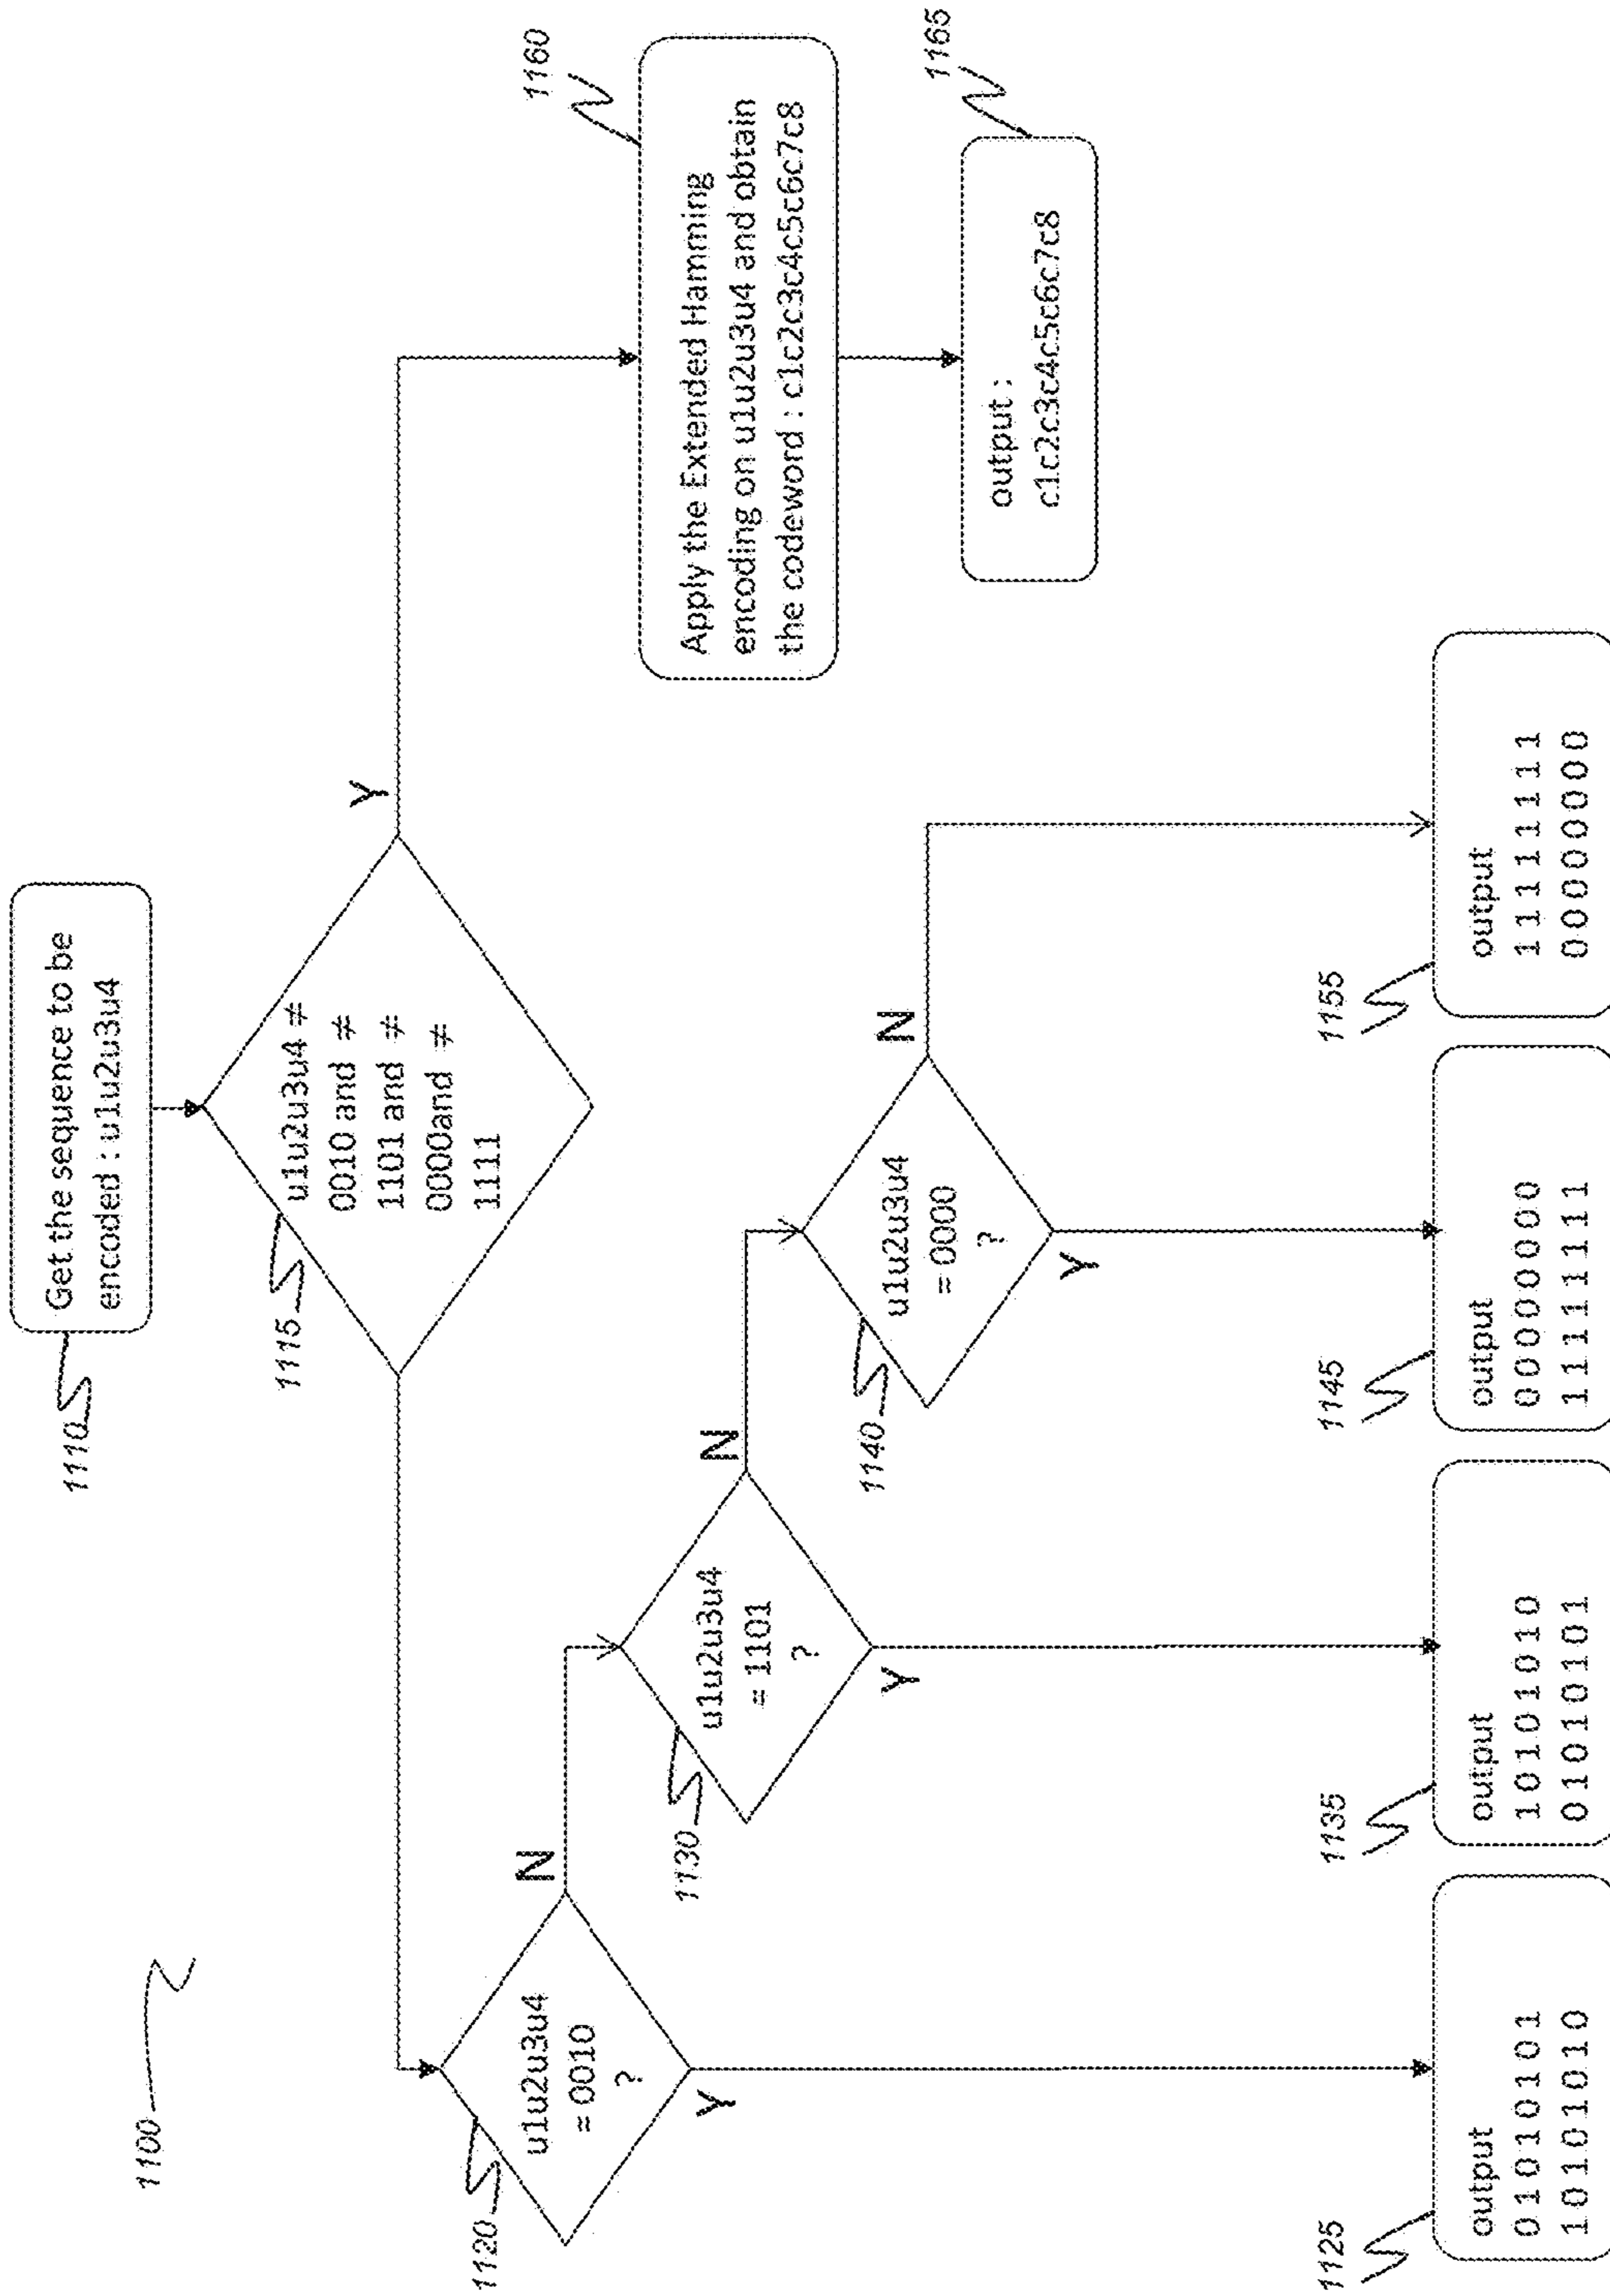 1100
1110
Get the sequence to be
encoded : u1u2u3u4
1115
u1u2u3u4 ≠
0010 and ≠
1101 and ≠
0000and ≠
1111
Y
1160
Apply the Extended Hamming
encoding on u1u2u3u4 and obtain
the codeword : c1c2c3c4c5c6c7c8
1165
output :
c1c2c3c4c5c6c7c8
1120
u1u2u3u4
= 0010
?
N
Y
1130
u1u2u3u4
= 1101
?
N
Y
1140
u1u2u3u4
= 0000
?
N
Y
1125
output
0 1 0 1 0 1 0 1
1 0 1 0 1 0 1 0
1135
output
1 0 1 0 1 0 1 0
0 1 0 1 0 1 0 1
1145
output
0 0 0 0 0 0 0 0
1 1 1 1 1 1 1 1
1155
output
1 1 1 1 1 1 1 1
0 0 0 0 0 0 0 0